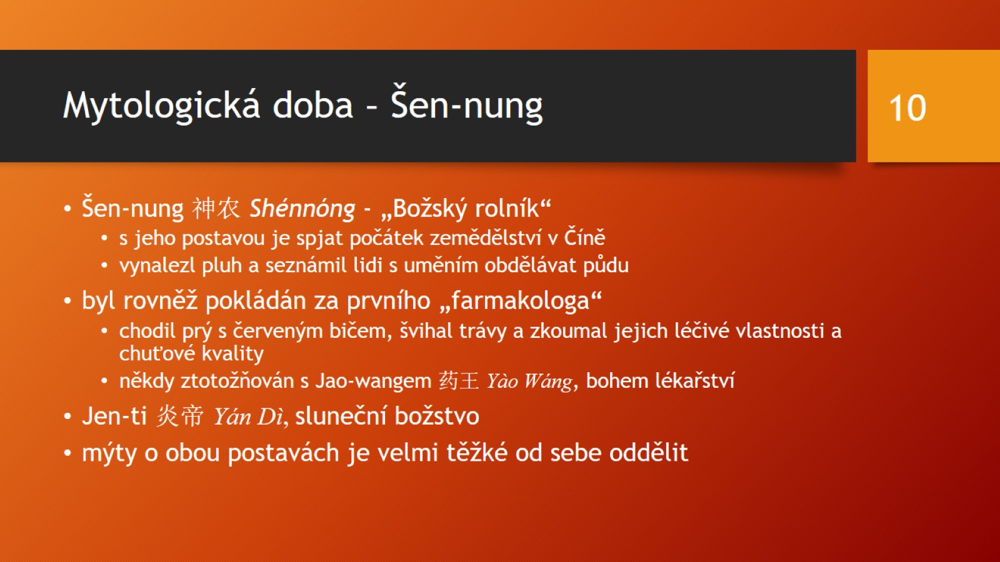 Mytologická doba – Šen-nung
10
• Šen-nung 神农 Shénnóng - „Božský rolník“
• s jeho postavou je spjat počátek zemědělství v Číně
• vynalezl pluh a seznámil lidi s uměním obdělávat půdu
• byl rovněž pokládán za prvního „farmakologa“
• chodil prý s červeným bičem, švihal trávy a zkoumal jejich léčivé vlastnosti a
chuťové kvality
• někdy ztotožňován s Jao-wangem 药王 Yào Wáng, bohem lékařství
• Jen-ti 炎帝 Yán Dì, sluneční božstvo
• mýty o obou postavách je velmi těžké od sebe oddělit